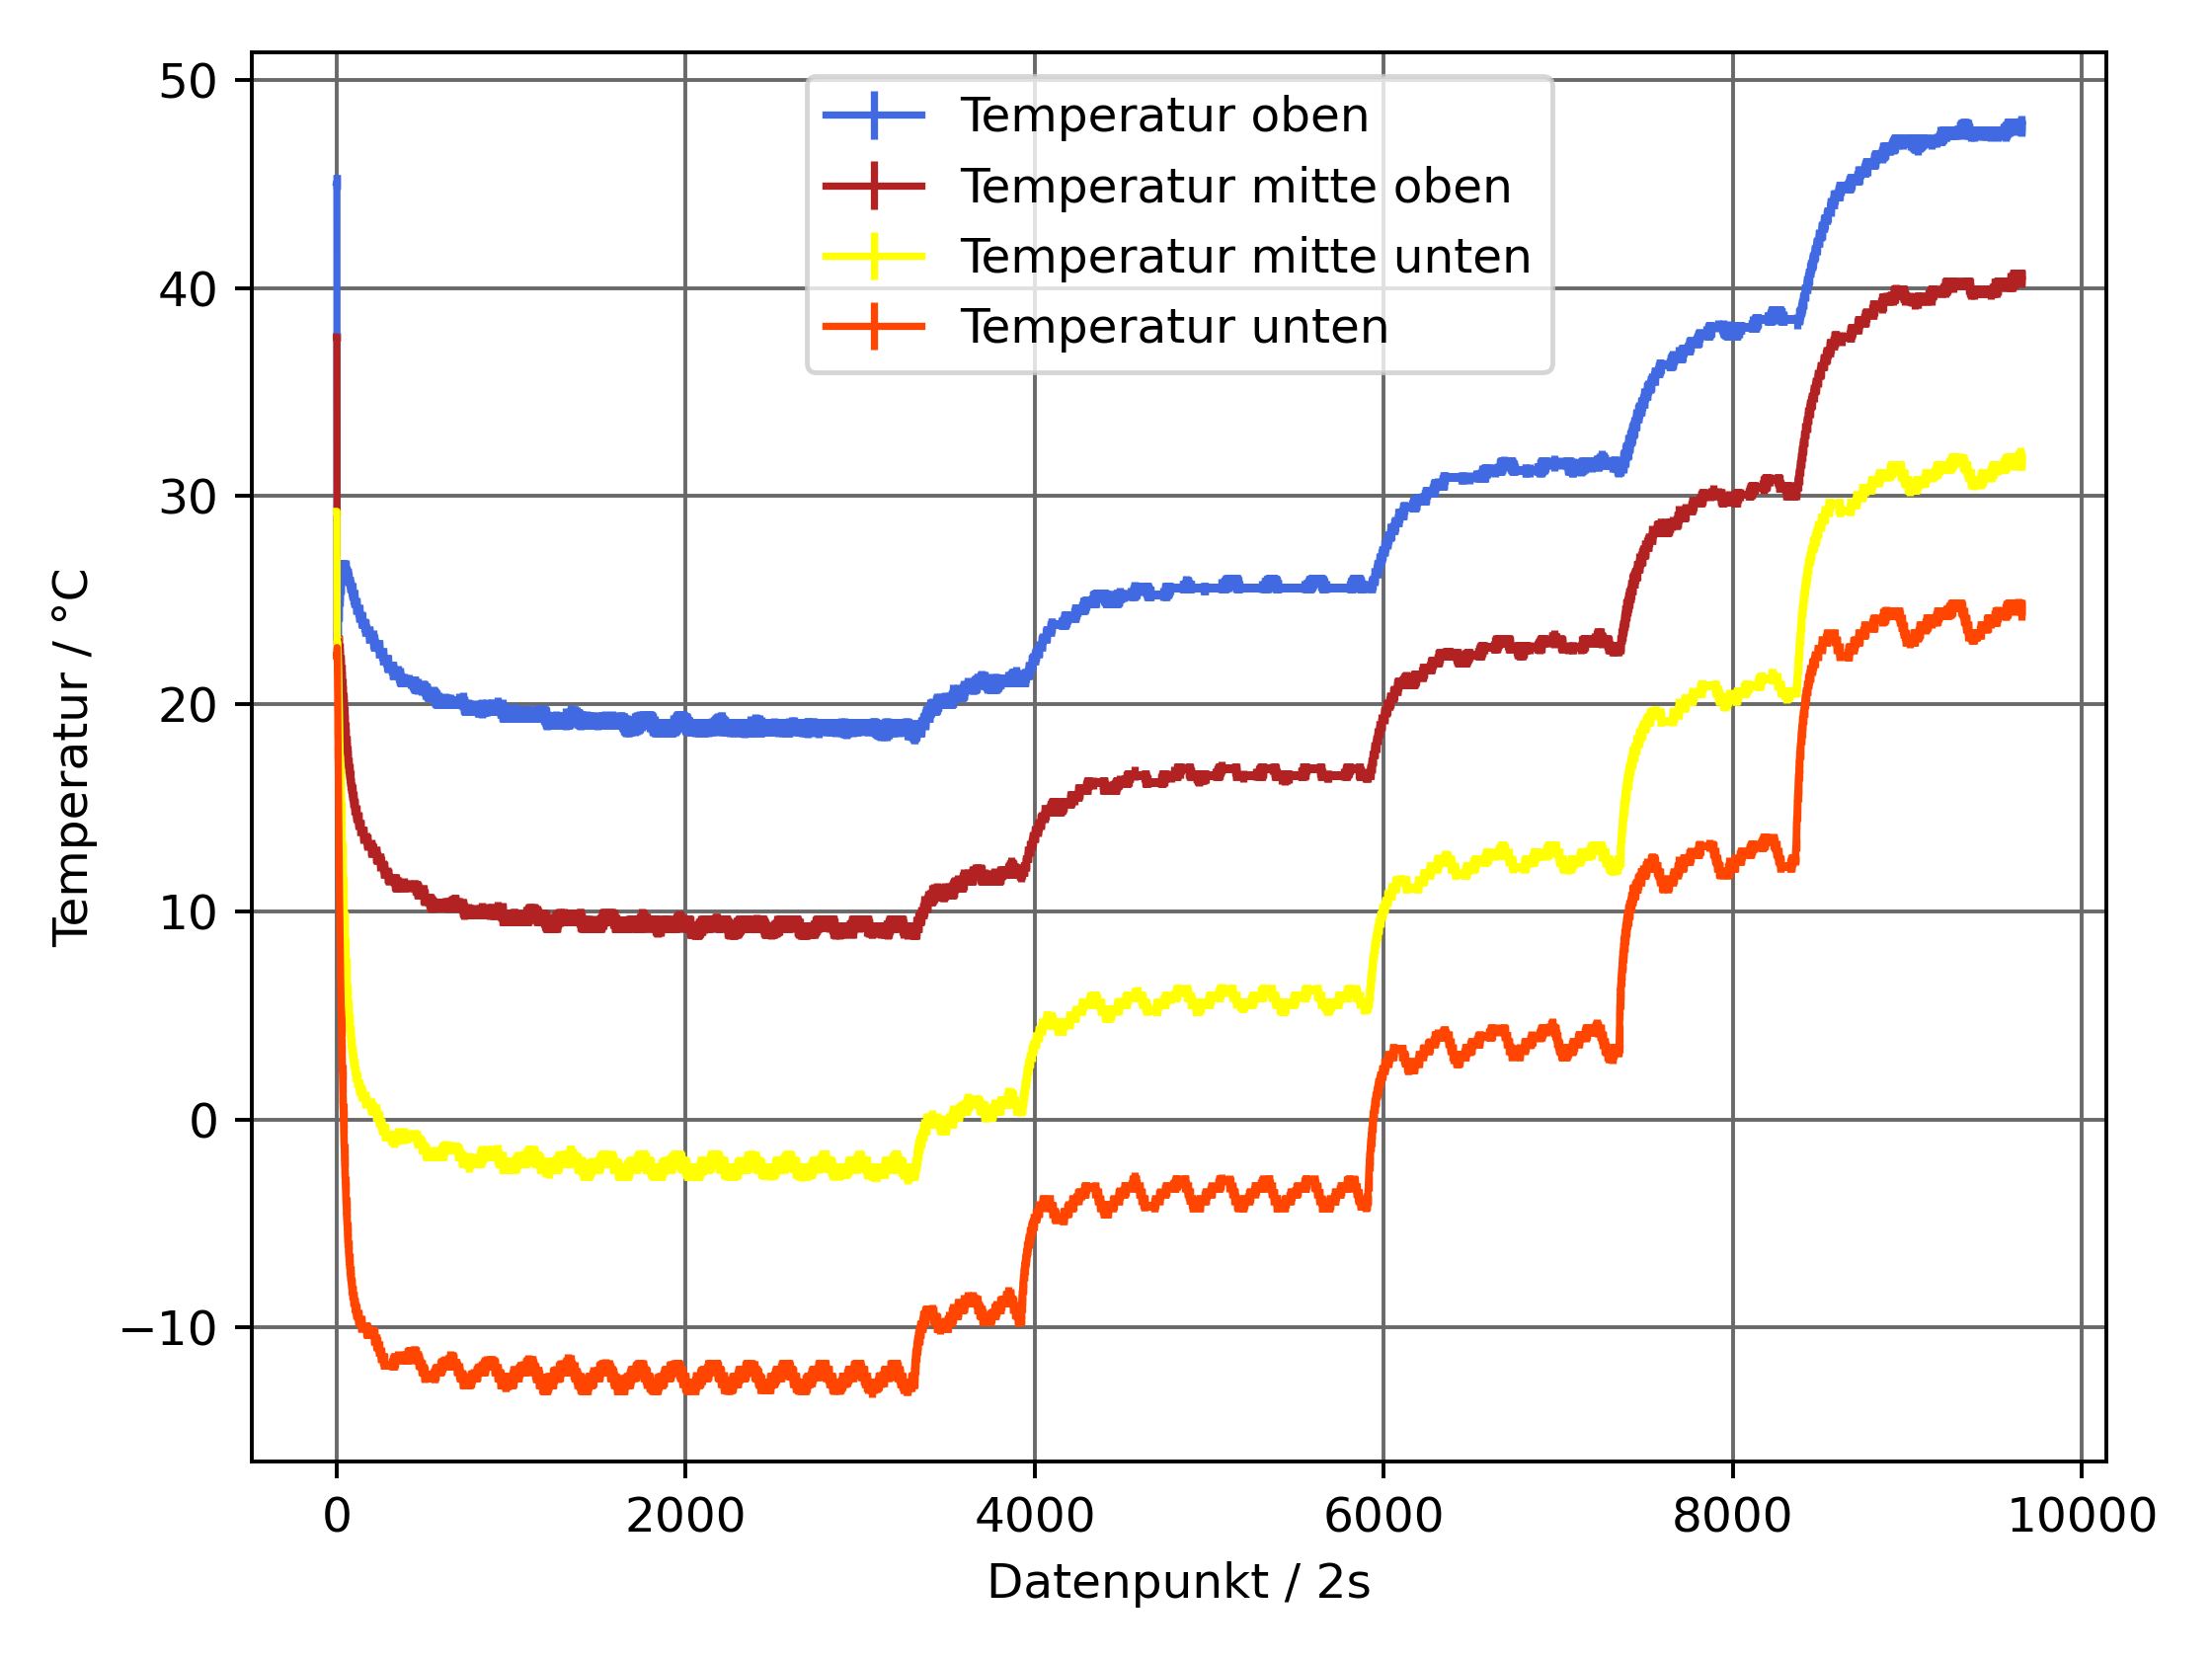 50
40
30
20
10
0
−10
Temperatur / °C
Temperatur oben
Temperatur mitte oben
Temperatur mitte unten
Temperatur unten
0 2000 4000 6000 8000 10000
Datenpunkt / 2s